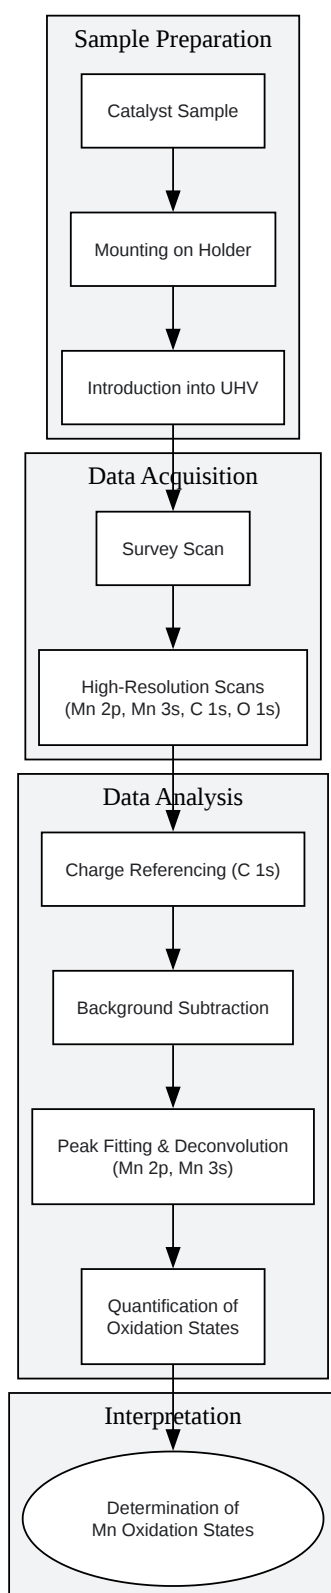 Sample Preparation
Catalyst Sample
Mounting on Holder
Introduction into UHV
Data Acquisition
Survey Scan
High-Resolution Scans
(Mn 2p, Mn 3s, C 1s, O 1s)
Data Analysis
Charge Referencing (C 1s)
Background Subtraction
Peak Fitting & Deconvolution
(Mn 2p, Mn 3s)
Quantification of
Oxidation States
Interpretation
Determination of
Mn Oxidation States